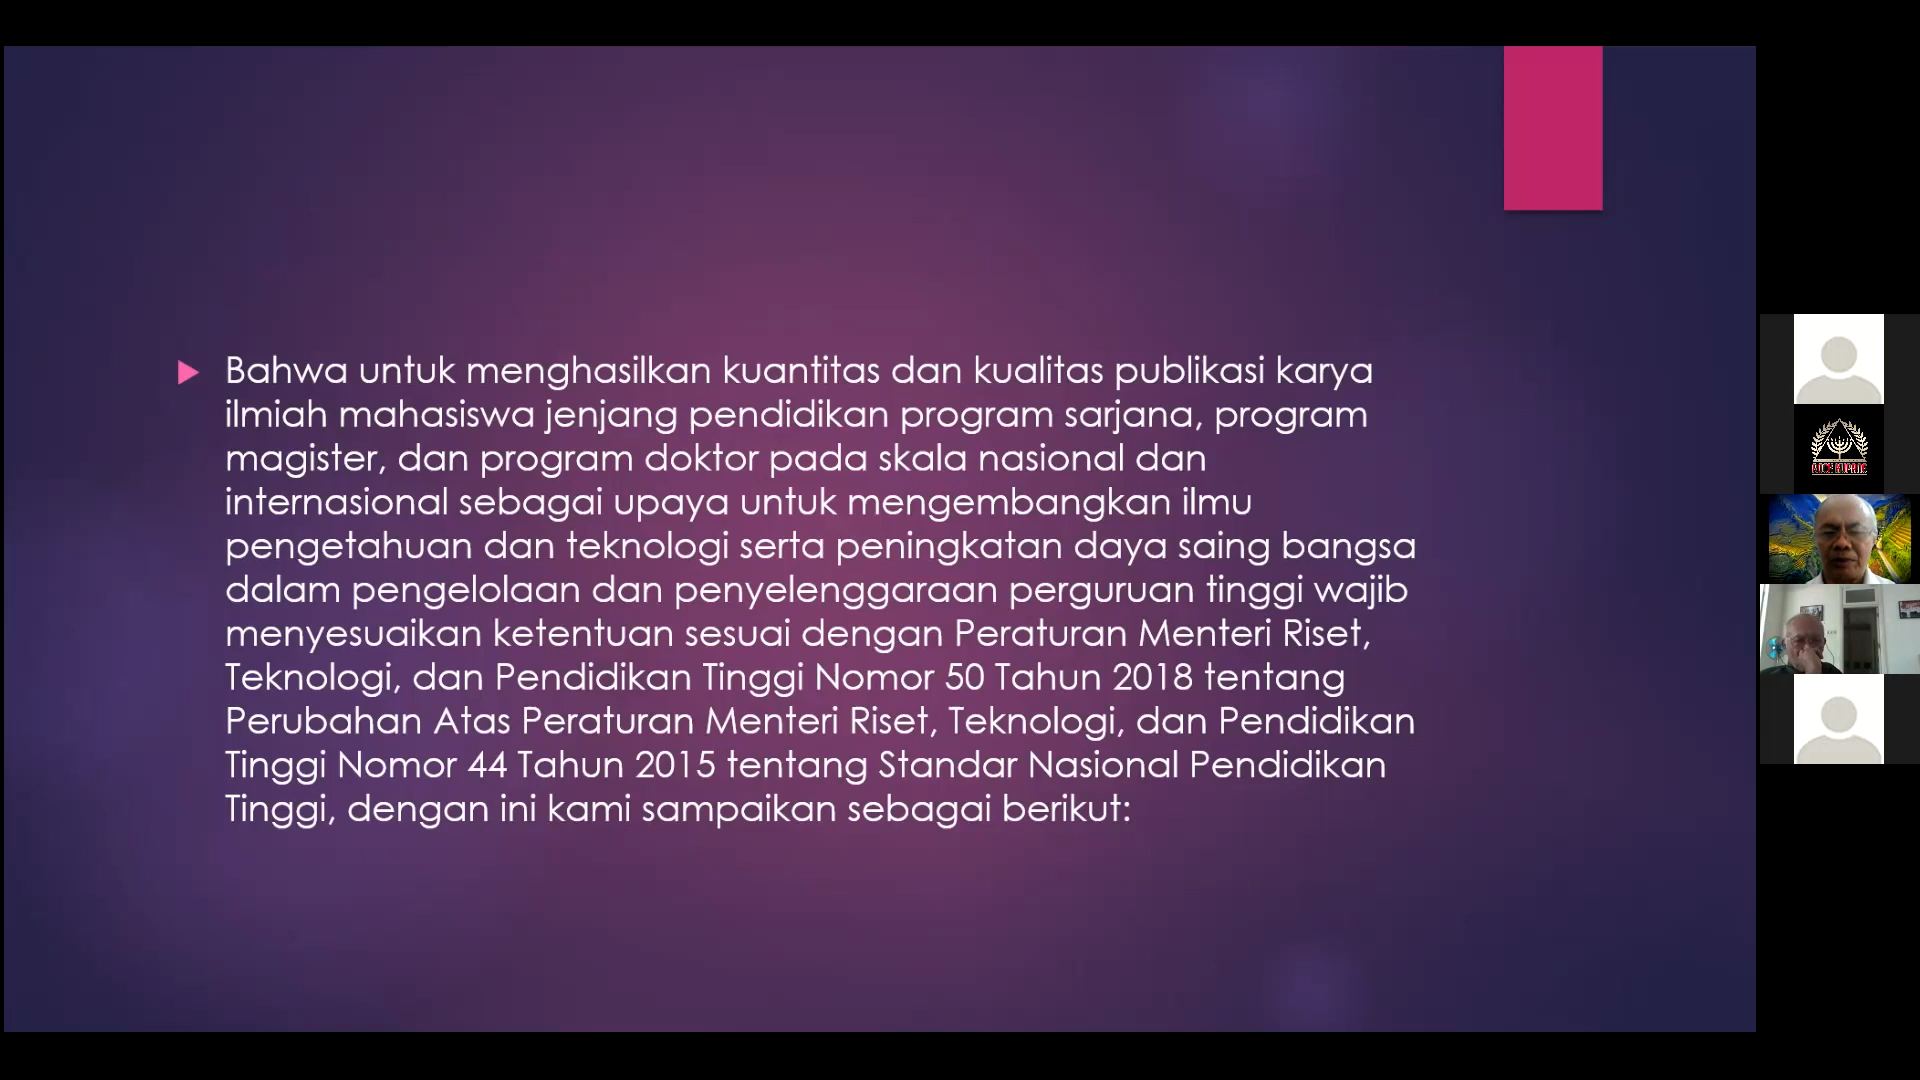 Bahwa untuk menghasilkan kuantitas dan kualitas publikasi karya
ilmiah mahasiswa jenjang pendidikan program sarjana, program
magister, dan program doktor pada skala nasional dan
internasional sebagai upaya untuk mengembangkan ilmu
pengetahuan dan teknologi serta peningkatan daya saing bangsa
dalam pengelolaan dan penyelenggaraan perguruan tinggi wajib
menyesuaikan ketentuan sesuai dengan Peraturan Menteri Riset,
Teknologi, dan Pendidikan Tinggi Nomor 50 Tahun 2018 tentang
Perubahan Atas Peraturan Menteri Riset, Teknologi, dan Pendidikan
Tinggi Nomor 44 Tahun 2015 tentang Standar Nasional Pendidikan
Tinggi, dengan ini kami sampaikan sebagai berikut: